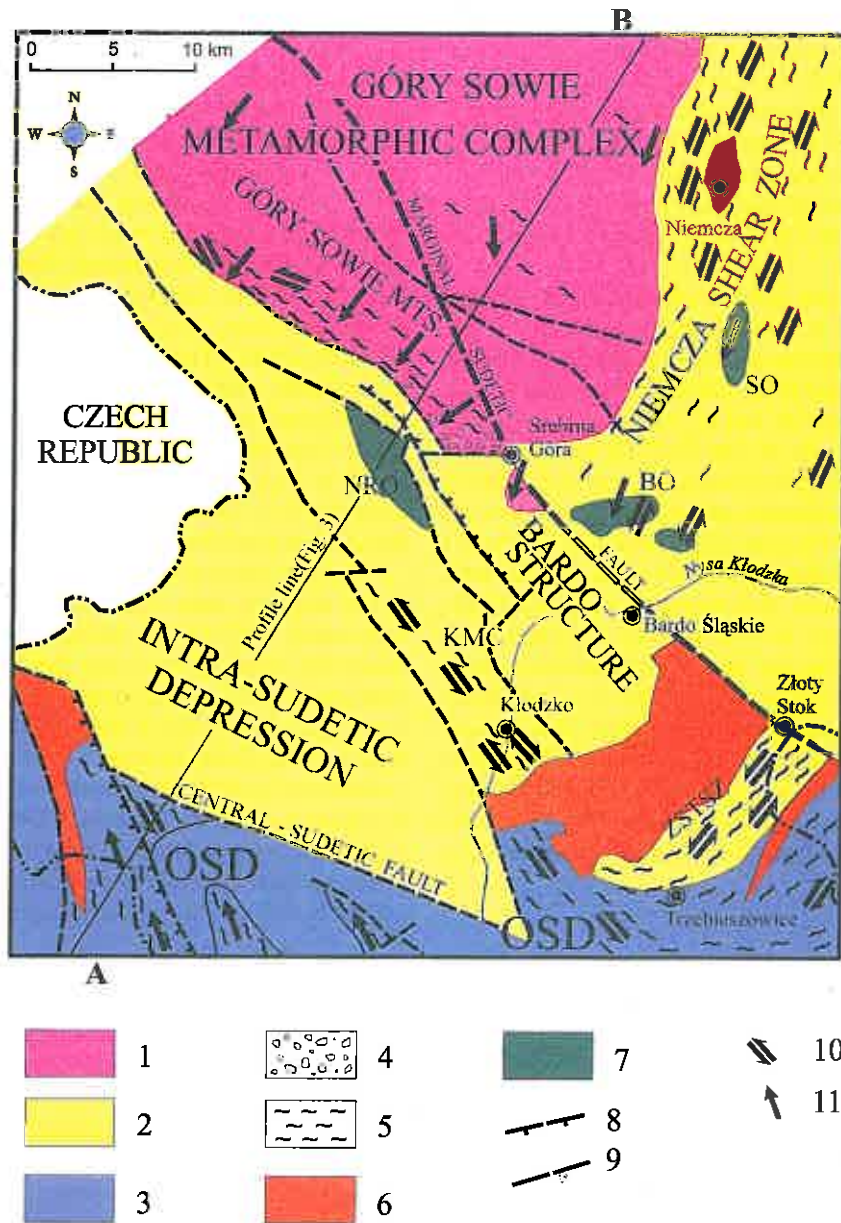 B
0 5 10 km
N
W E
S
GÓRY SOWIE
METAMORPHIC COMPLEX
GÓRY SOWIE MTS
MARGINAL
SUDETIC
FAULT
Niemcza
NIEMCZA SHEAR ZONE
SO
CZECH
REPUBLIC
Srebrna
Góra
NRO
BO
Profile line(Fig. 3)
BARDO
STRUCTURE
Nysa Kłodzka
Bardo Śląskie
KMC
INTRA-SUDETIC
DEPRESSION
Kłodzko
Złoty
Stok
ZSTSZ
CENTRAL - SUDETIC FAULT
OSD
OSD
Trzebieszowice
A
1
4
7
10
2
5
8
11
9
3
6